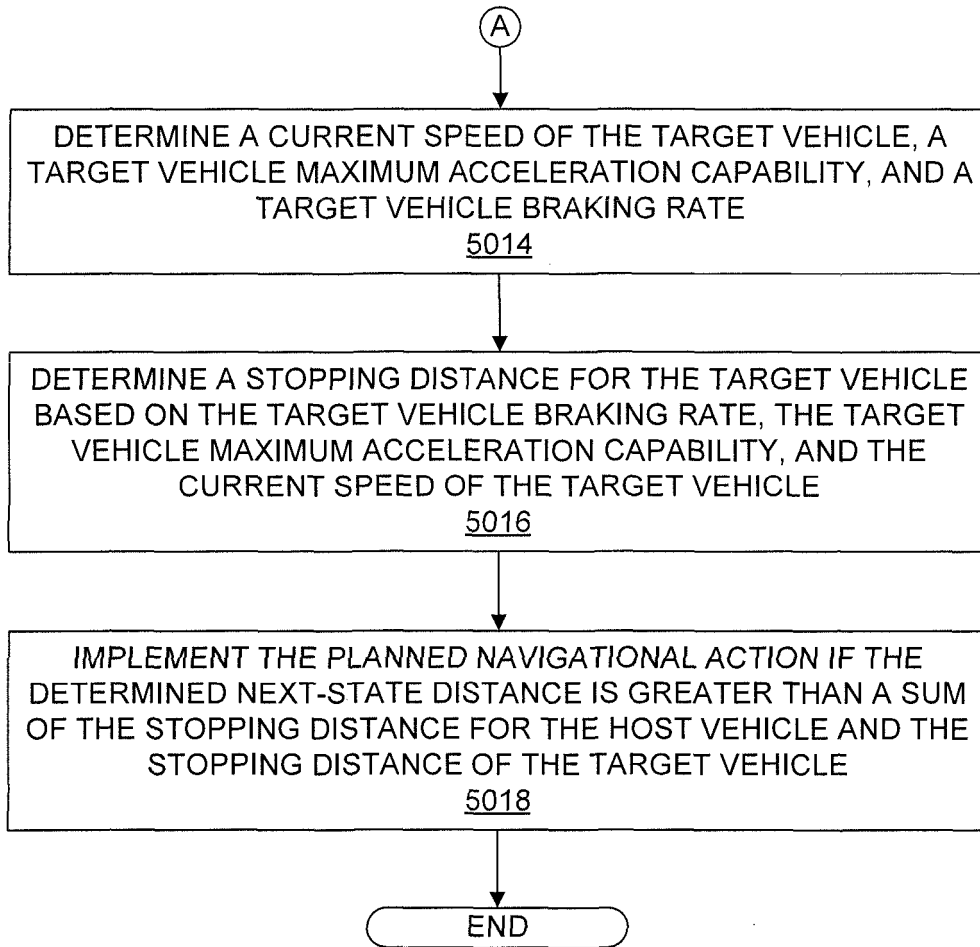 A
DETERMINE A CURRENT SPEED OF THE TARGET VEHICLE, A
TARGET VEHICLE MAXIMUM ACCELERATION CAPABILITY, AND A
TARGET VEHICLE BRAKING RATE
5014
DETERMINE A STOPPING DISTANCE FOR THE TARGET VEHICLE
BASED ON THE TARGET VEHICLE BRAKING RATE, THE TARGET
VEHICLE MAXIMUM ACCELERATION CAPABILITY, AND THE
CURRENT SPEED OF THE TARGET VEHICLE
5016
IMPLEMENT THE PLANNED NAVIGATIONAL ACTION IF THE
DETERMINED NEXT-STATE DISTANCE IS GREATER THAN A SUM
OF THE STOPPING DISTANCE FOR THE HOST VEHICLE AND THE
STOPPING DISTANCE OF THE TARGET VEHICLE
5018
END